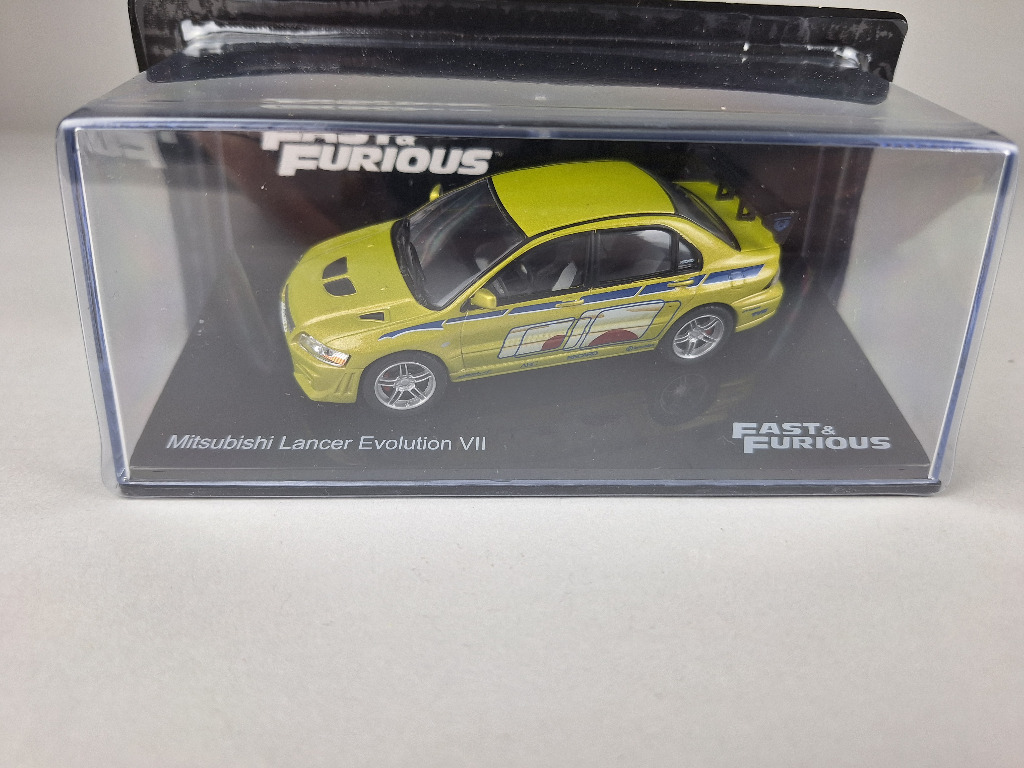 FAST &
FURIOUS
Mitsubishi Lancer Evolution VII
FAST &
FURIOUS